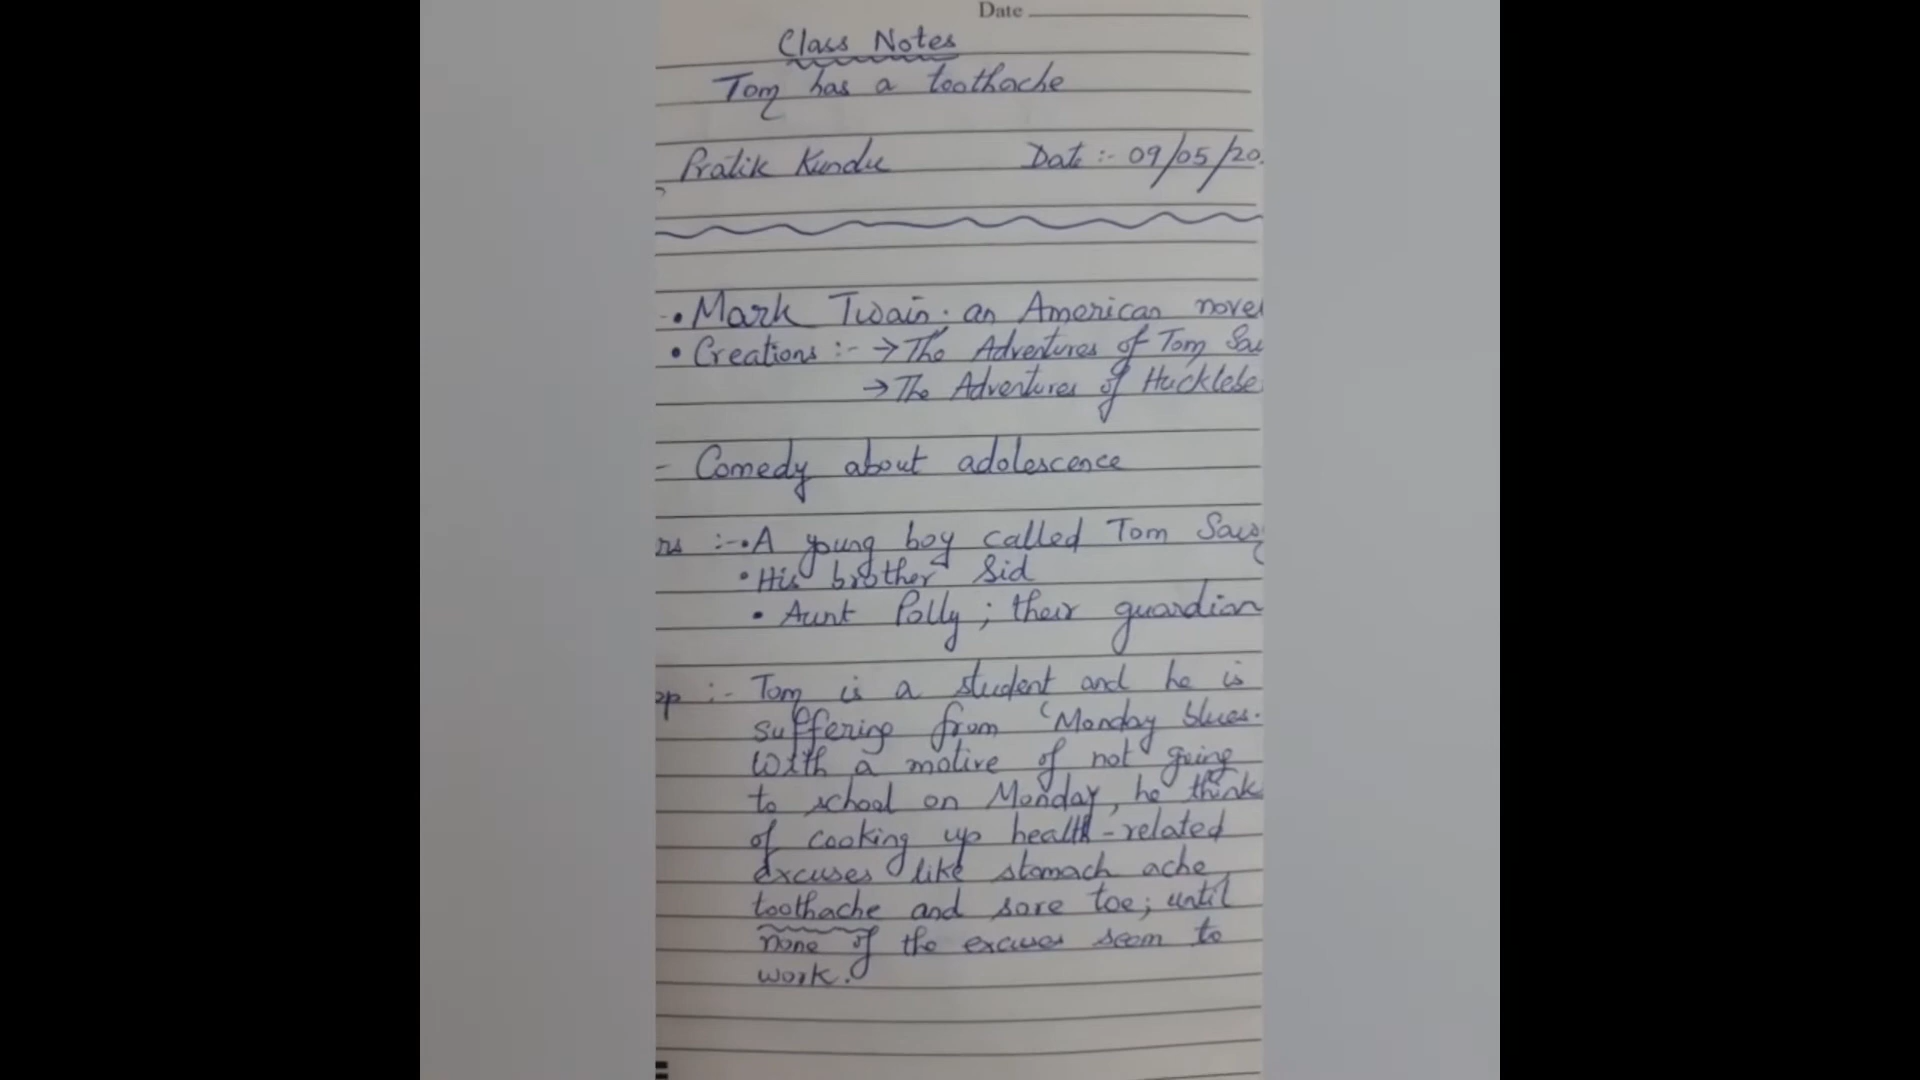 Date
Class Notes
Tom has a toothache
Pratik Kundu Date :- 09/05/20
• Mark Twain. an American novel
• Creations :- → The Adventures of Tom Saw
→ The Adventures of Huckleber
- Comedy about adolescence
rs :- • A young boy called Tom Saw
• His brother Sid
• Aunt Polly ; their guardian
op :- Tom is a student and he is
suffering from 'Monday blues.
With a motive of not going
to school on Monday, he think
of cooking up health-related
excuses like stomach ache,
toothache and sore toe; until
none of the excuses seem to
work.